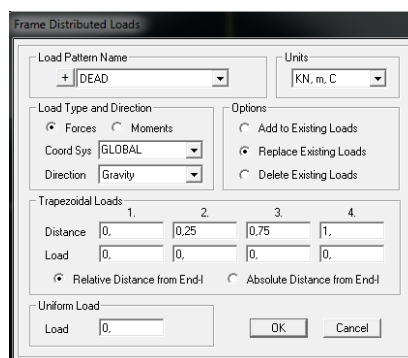 Frame Distributed Loads
Load Pattern Name
+ DEAD
Units
KN, m, C
Load Type and Direction
Forces Moments
Coord Sys GLOBAL
Direction Gravity
Options
Add to Existing Loads
Replace Existing Loads
Delete Existing Loads
Trapezoidal Loads
1. 2. 3. 4.
Distance 0, 0,25 0,75 1,
Load 0, 0, 0, 0,
Relative Distance from End-I Absolute Distance from End-I
Uniform Load
Load 0,
OK Cancel